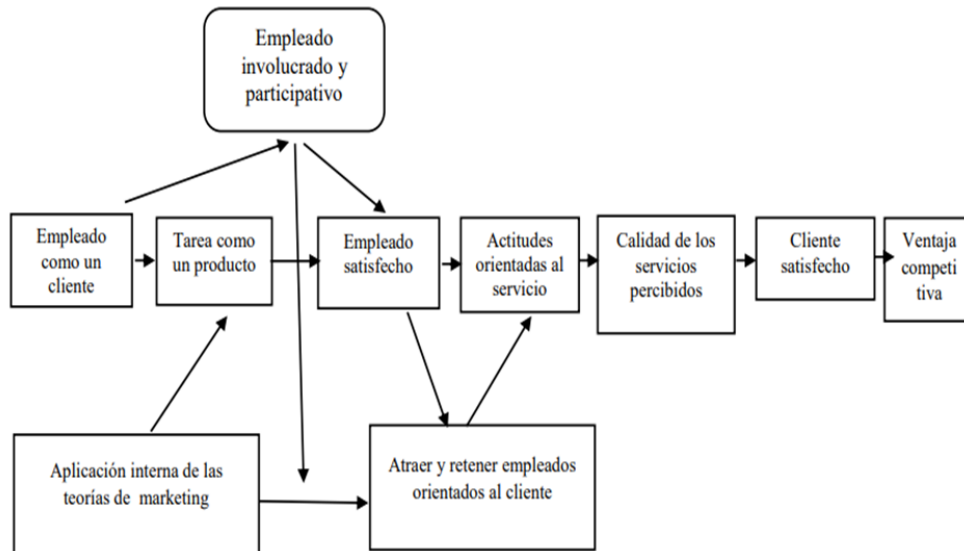 Empleado
involucrado y
participativo
Empleado
como un
cliente
Tarea como
un producto
Empleado
satisfecho
Actitudes
orientadas al
servicio
Calidad de los
servicios
percibidos
Cliente
satisfecho
Ventaja
competi
tiva
Aplicación interna de las
teorías de marketing
Atraer y retener empleados
orientados al cliente